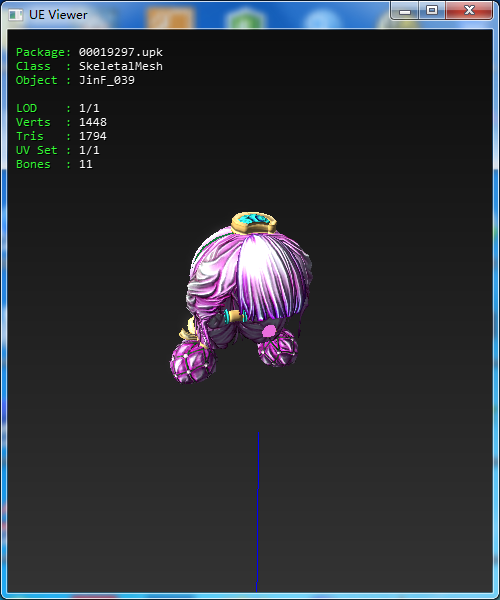 UE Viewer
Package: 00019297.upk
Class : SkeletalMesh
Object : JinF_039
LOD : 1/1
Verts : 1448
Tris : 1794
UV Set : 1/1
Bones : 11